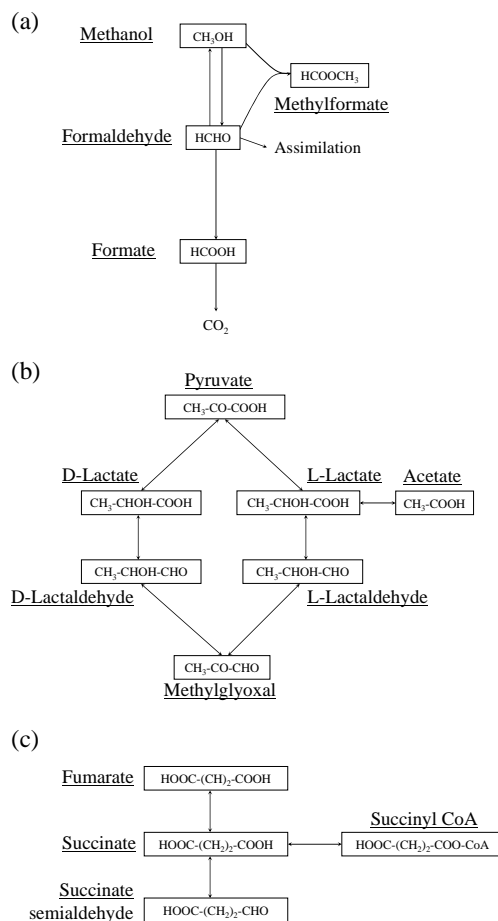 (a)
Methanol
CH₃OH
HCOOCH₃
Methylformate
Formaldehyde
HCHO
Assimilation
Formate
HCOOH
CO₂
(b)
Pyruvate
CH₃-CO-COOH
D-Lactate
L-Lactate
Acetate
CH₃-CHOH-COOH
CH₃-CHOH-COOH
CH₃-COOH
CH₃-CHOH-CHO
CH₃-CHOH-CHO
D-Lactaldehyde
L-Lactaldehyde
CH₃-CO-CHO
Methylglyoxal
(c)
Fumarate
HOOC-(CH)₂-COOH
Succinyl CoA
Succinate
HOOC-(CH₂)₂-COOH
HOOC-(CH₂)₂-COO-CoA
Succinate
semialdehyde
HOOC-(CH₂)₂-CHO